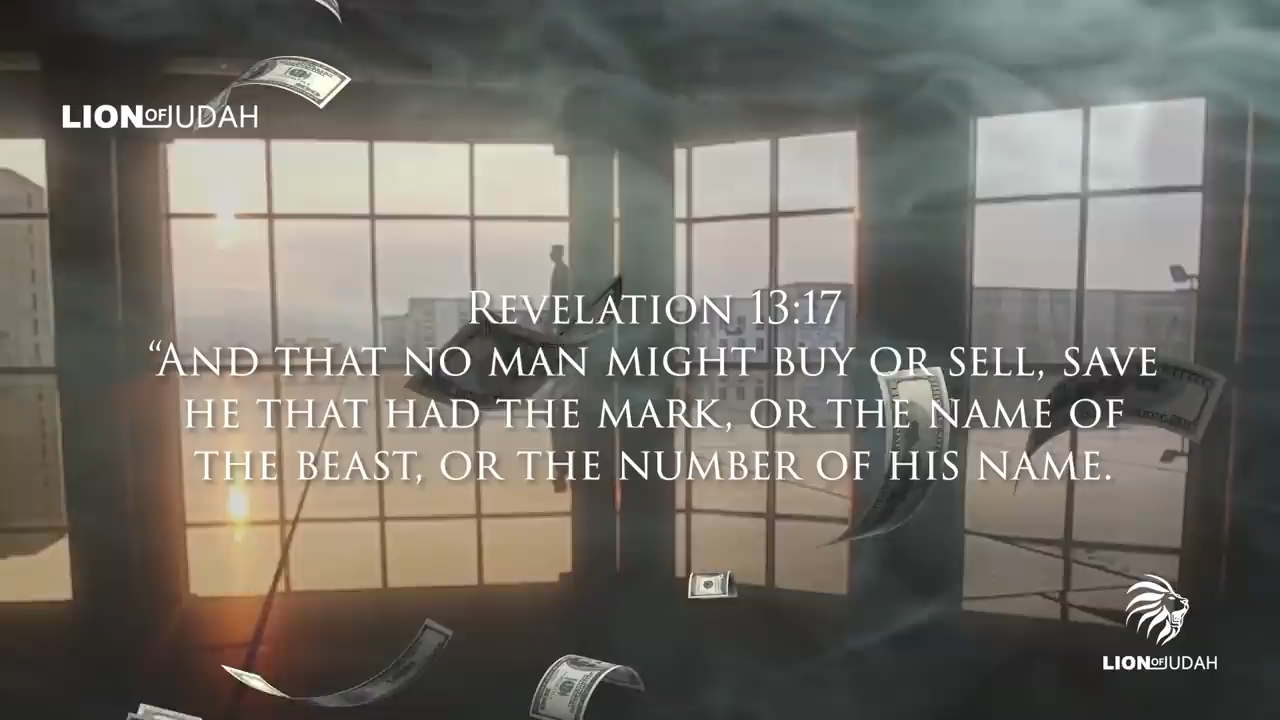 LIONOFJUDAH
REVELATION 13:17
“AND THAT NO MAN MIGHT BUY OR SELL, SAVE
HE THAT HAD THE MARK, OR THE NAME OF
THE BEAST, OR THE NUMBER OF HIS NAME.
LIONOFJUDAH